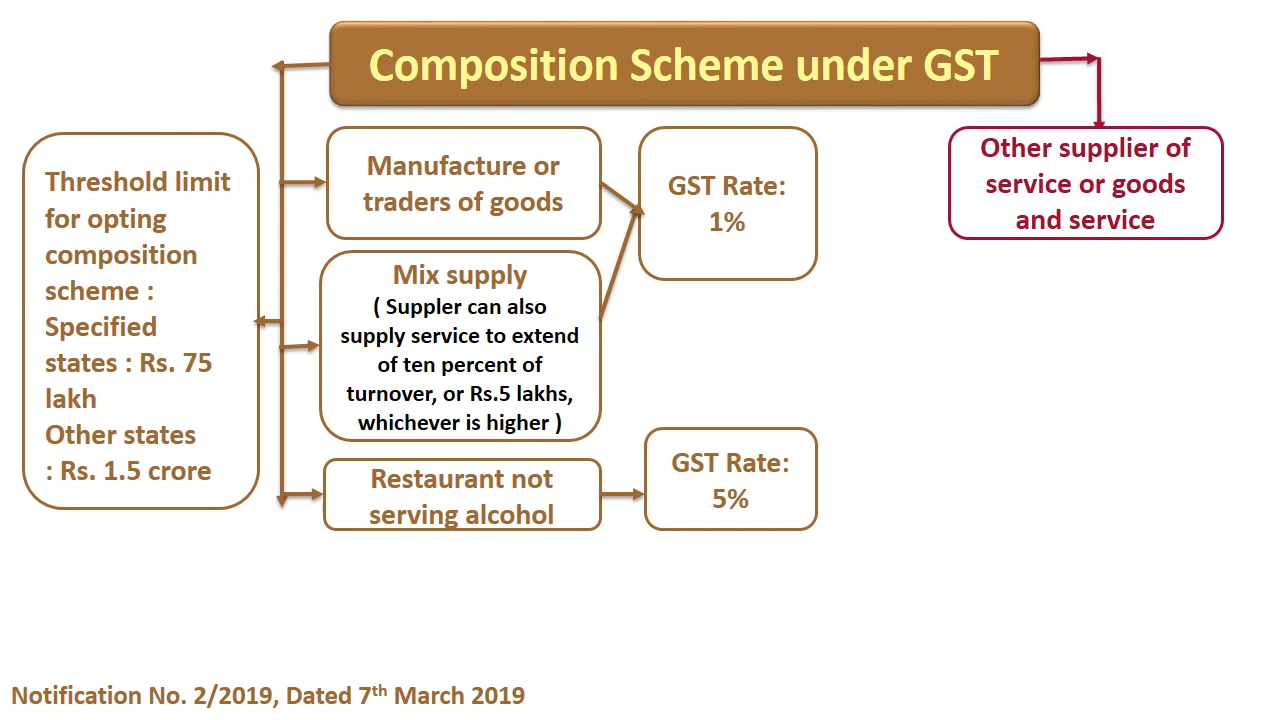 Composition Scheme under GST
Threshold limit
for opting
composition
scheme :
Specified
states : Rs. 75
lakh
Other states
: Rs. 1.5 crore
Manufacture or
traders of goods
GST Rate:
1%
Mix supply
( Suppler can also
supply service to extend
of ten percent of
turnover, or Rs.5 lakhs,
whichever is higher )
Restaurant not
serving alcohol
GST Rate:
5%
Other supplier of
service or goods
and service
Notification No. 2/2019, Dated 7th March 2019